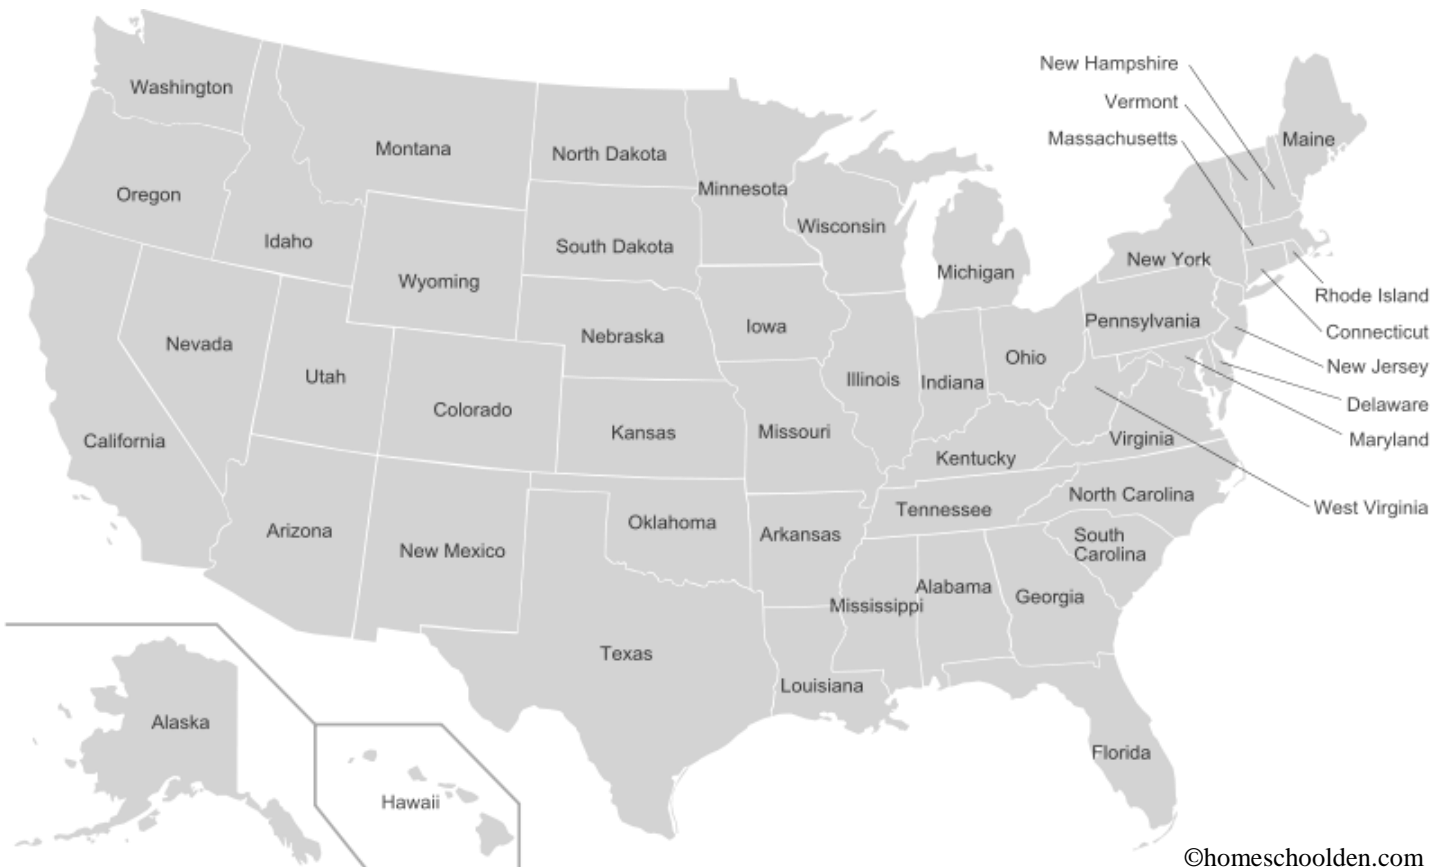 New Hampshire
Washington
Vermont
Massachusetts
Maine
Montana
North Dakota
Minnesota
Oregon
Wisconsin
Idaho
South Dakota
New York
Michigan
Wyoming
Rhode Island
Pennsylvania
Iowa
Connecticut
Nebraska
Nevada
Ohio
New Jersey
Utah
Illinois
Indiana
Delaware
Colorado
Kansas
Missouri
Virginia
Maryland
California
Kentucky
North Carolina
West Virginia
Tennessee
Oklahoma
Arizona
Arkansas
South
Carolina
New Mexico
Alabama
Georgia
Mississippi
Texas
Louisiana
Alaska
Florida
Hawaii
©homeschoolden.com